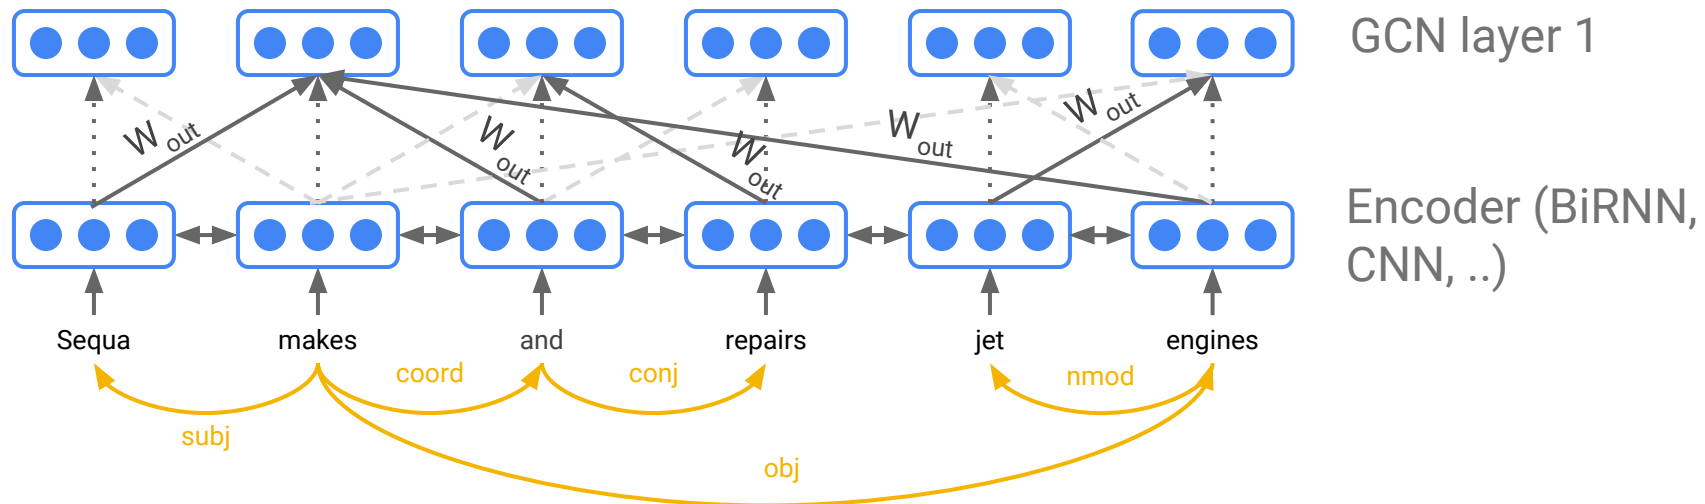 GCN layer 1
W out
W out
W out
W out
W out
Encoder (BiRNN,
CNN, ..)
Sequa makes and repairs jet engines
coord conj nmod
subj
obj